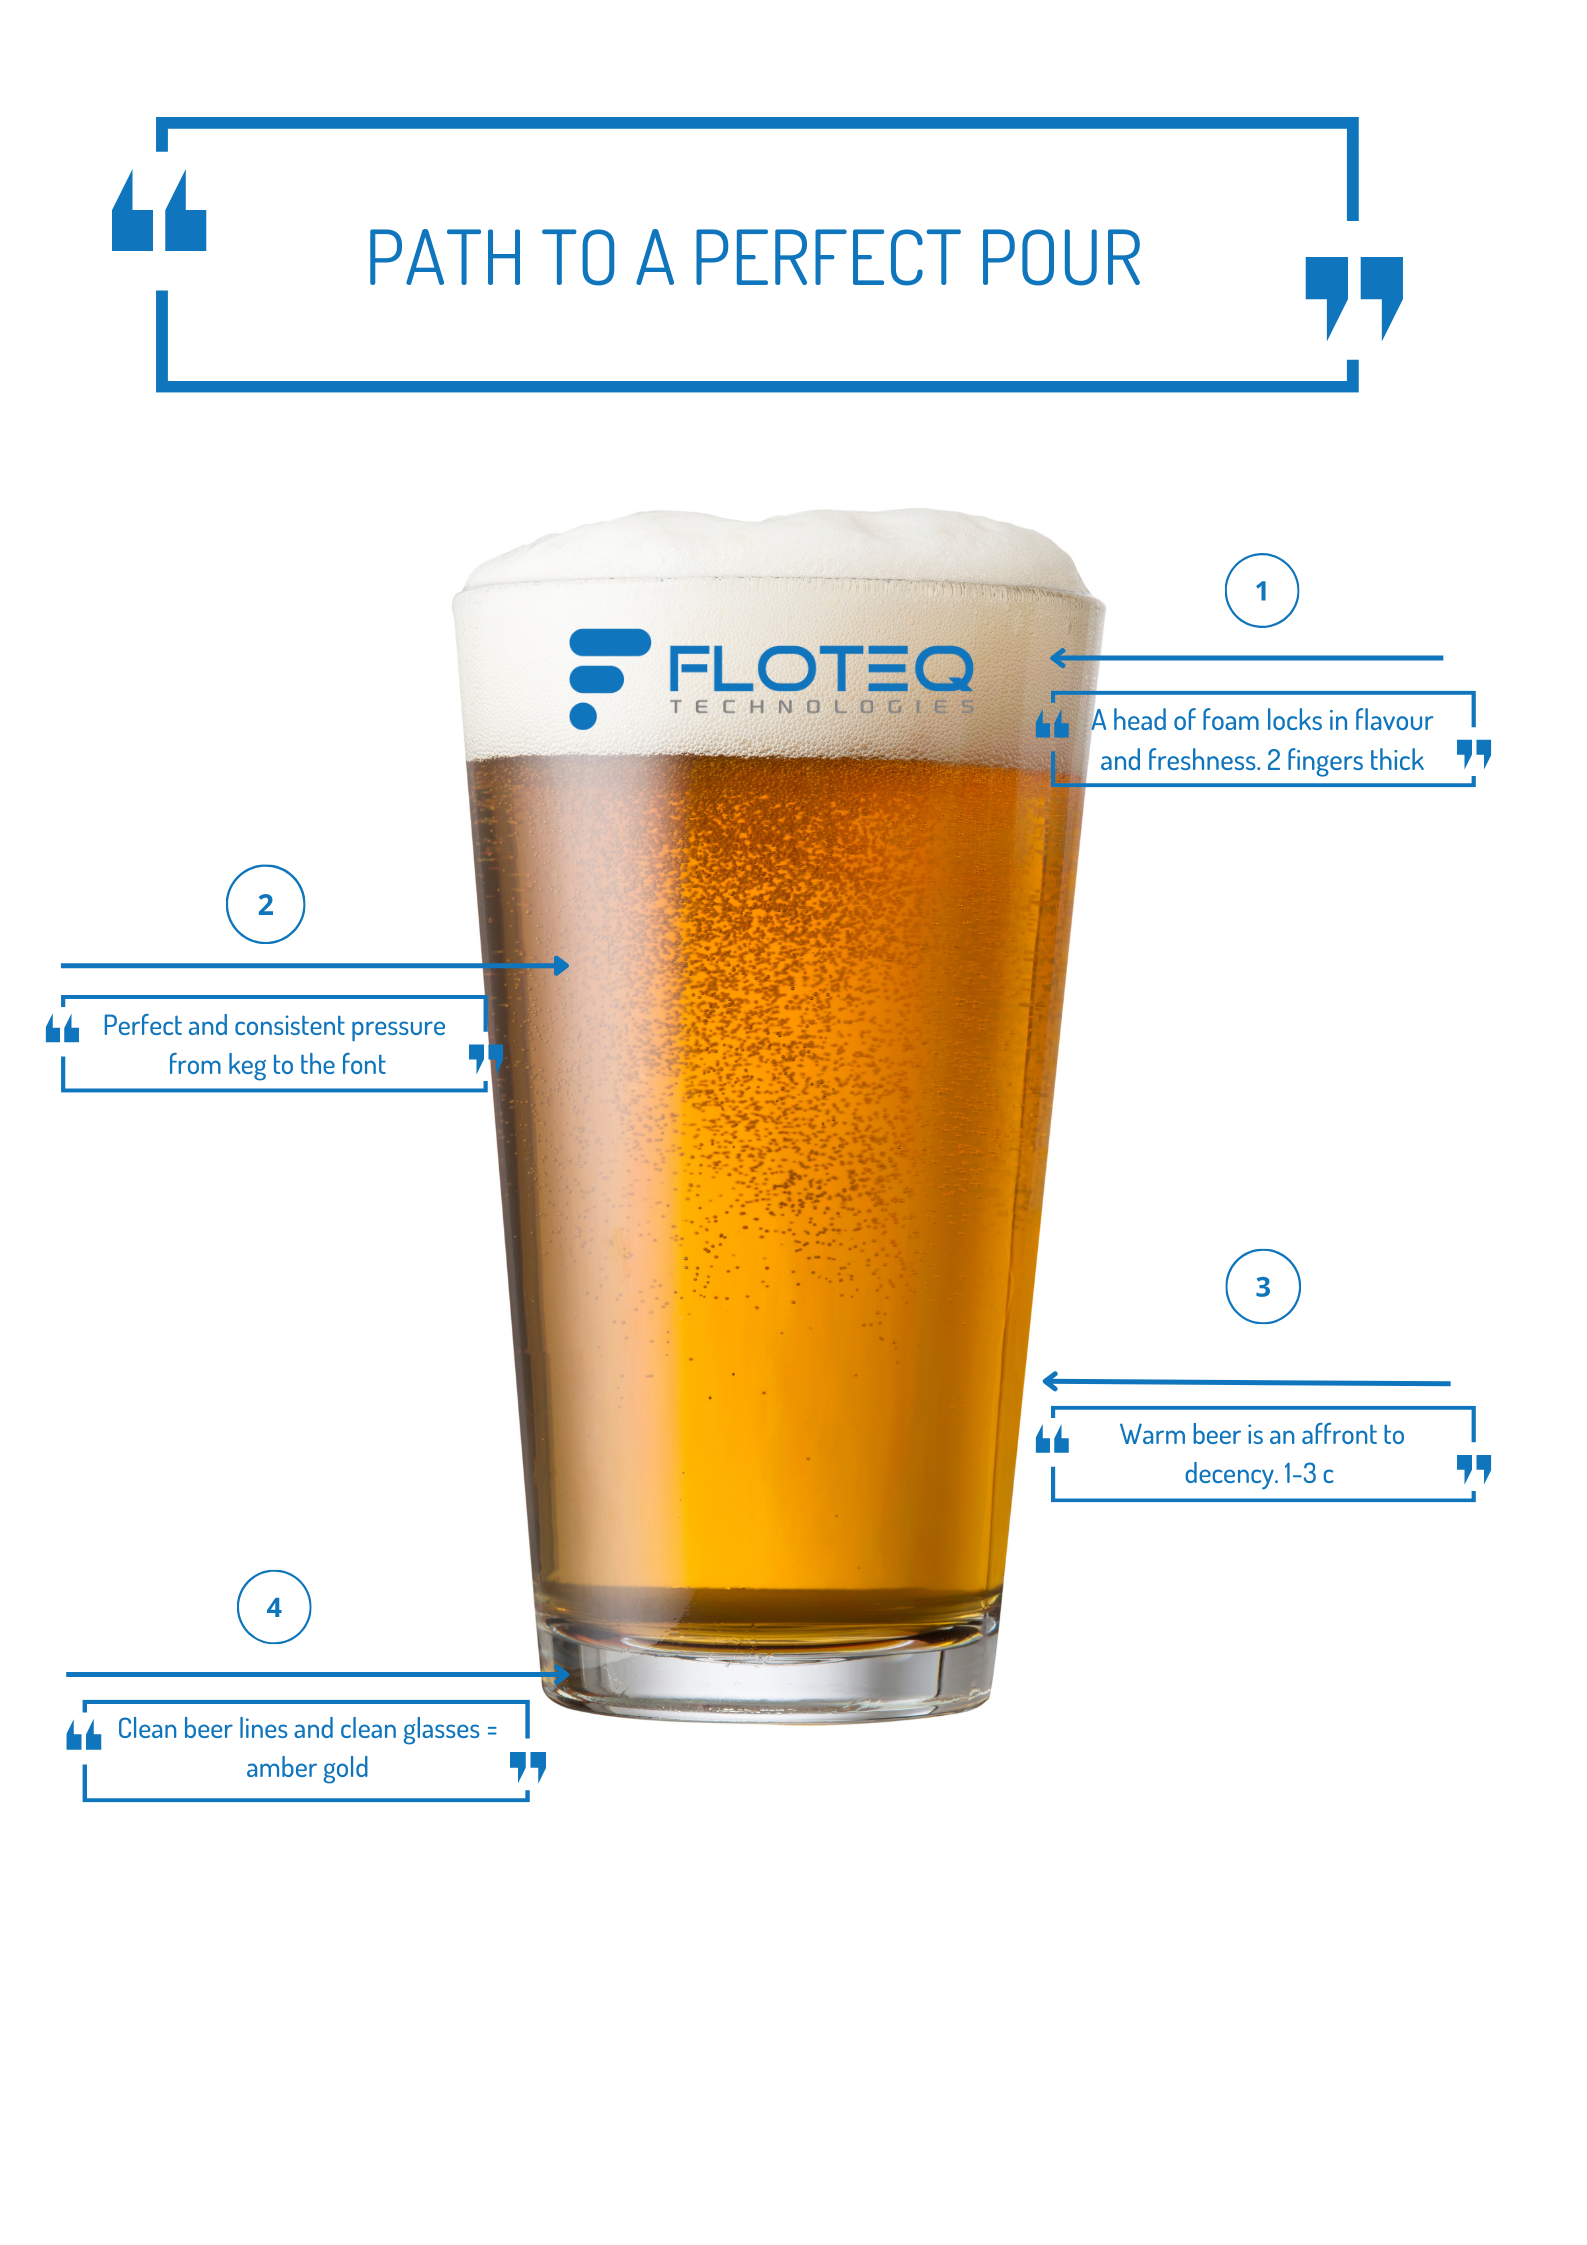 PATH TO A PERFECT POUR
FLOTEQ
TECHNOLOGIES
1
A head of foam locks in flavour
and freshness. 2 fingers thick
2
Perfect and consistent pressure
from keg to the font
3
Warm beer is an affront to
decency. 1-3 c
4
Clean beer lines and clean glasses =
amber gold